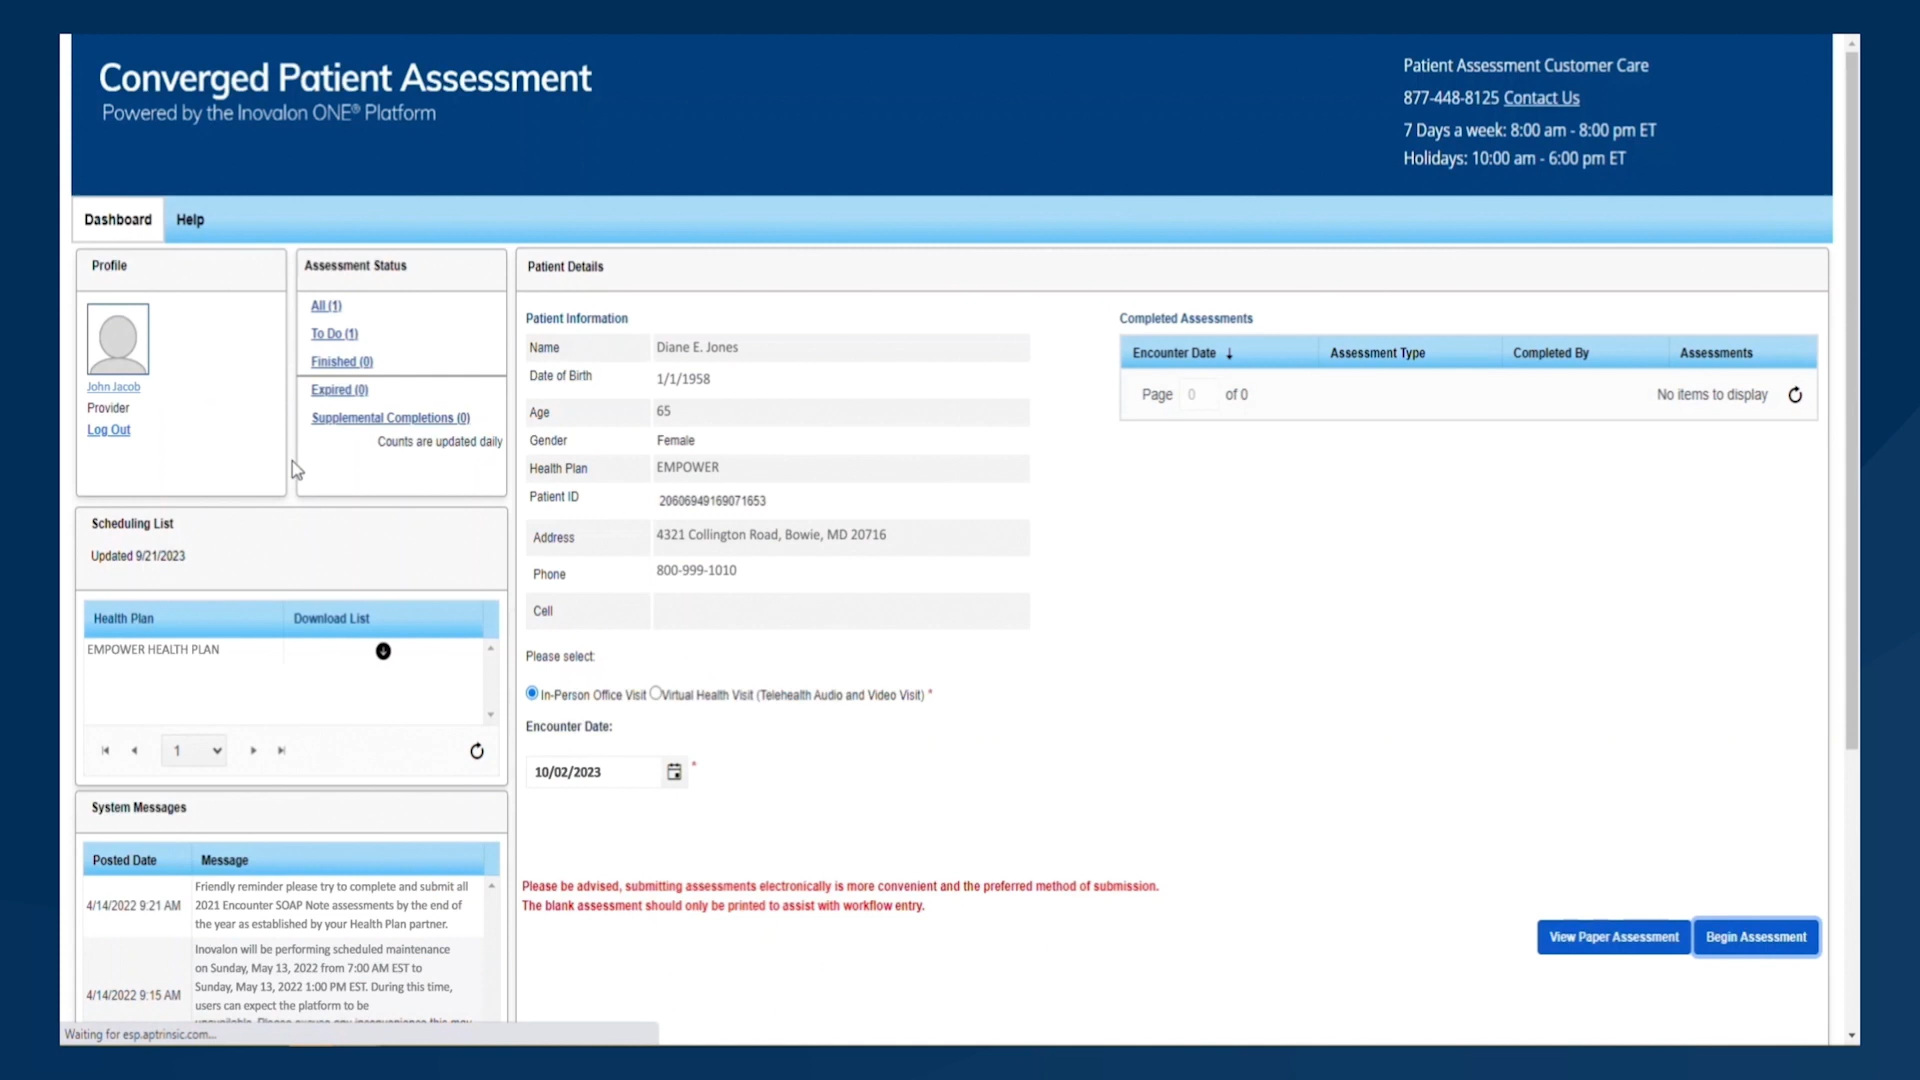 Converged Patient Assessment
Powered by the Inovalon ONE® Platform
Patient Assessment Customer Care
877-448-8125 Contact Us
7 Days a week: 8:00 am - 8:00 pm ET
Holidays: 10:00 am - 6:00 pm ET
Dashboard Help
Profile
John Jacob
Provider
Log Out
Assessment Status
All (1)
To Do (1)
Finished (0)
Expired (0)
Supplemental Completions (0)
Counts are updated daily
Scheduling List
Updated 9/21/2023
Health Plan Download List
EMPOWER HEALTH PLAN
1
System Messages
Posted Date Message
4/14/2022 9:21 AM
Friendly reminder please try to complete and submit all
2021 Encounter SOAP Note assessments by the end of
the year as established by your Health Plan partner.
4/14/2022 9:15 AM
Inovalon will be performing scheduled maintenance
on Sunday, May 13, 2022 from 7:00 AM EST to
Sunday, May 13, 2022 1:00 PM EST. During this time,
users can expect the platform to be
Waiting for esp.aptrinsic.com...
Patient Details
Patient Information
Name Diane E. Jones
Date of Birth 1/1/1958
Age 65
Gender Female
Health Plan EMPOWER
Patient ID 20606949169071653
Address 4321 Collington Road, Bowie, MD 20716
Phone 800-999-1010
Cell
Please select:
In-Person Office Visit Virtual Health Visit (Telehealth Audio and Video Visit) *
Encounter Date:
10/02/2023 *
Completed Assessments
Encounter Date ↓ Assessment Type Completed By Assessments
Page 0 of 0 No items to display
Please be advised, submitting assessments electronically is more convenient and the preferred method of submission.
The blank assessment should only be printed to assist with workflow entry.
View Paper Assessment Begin Assessment